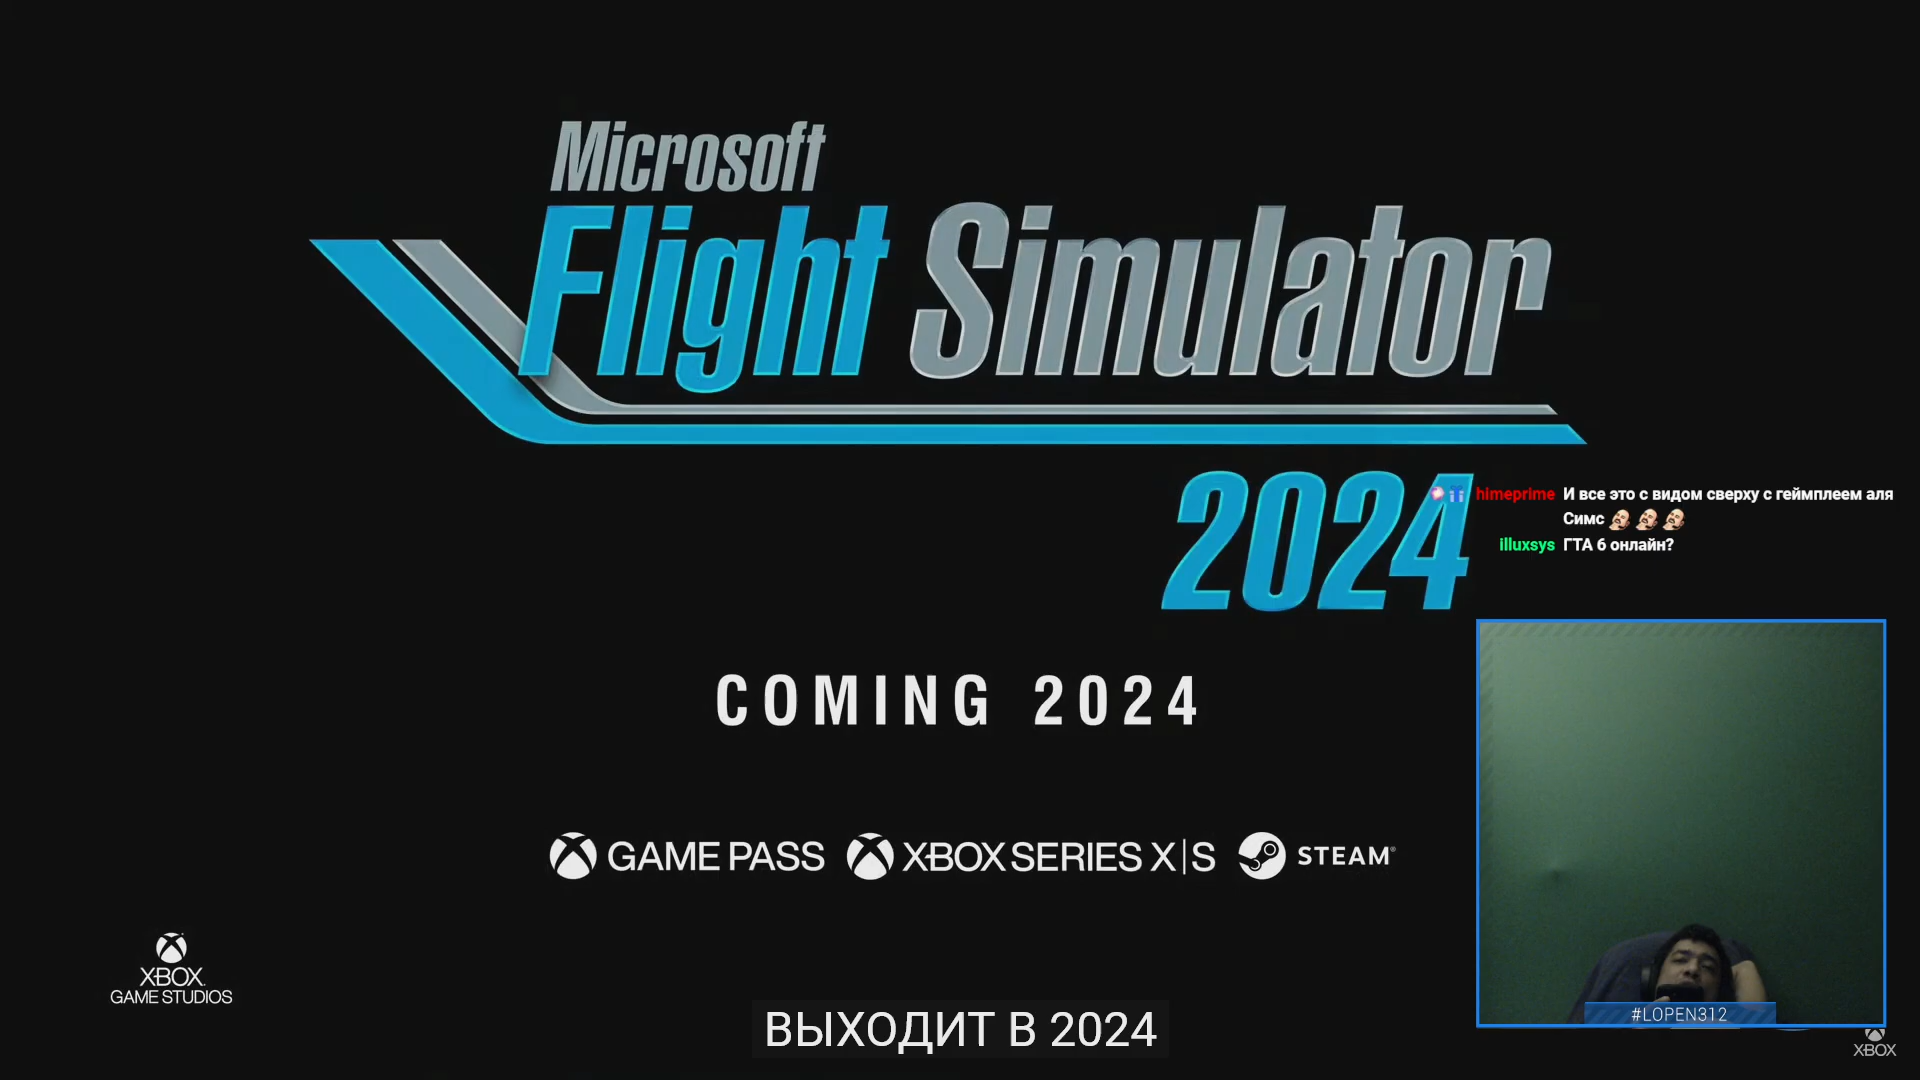 Microsoft
Flight Simulator
2024
himeprime И все это с видом сверху с геймплеем аля
Симс
illuxsys ГТА 6 онлайн?
COMING 2024
GAME PASS XBOX SERIES X|S STEAM®
XBOX
GAME STUDIOS
#LOPEN312
ВЫХОДИТ В 2024
XBOX